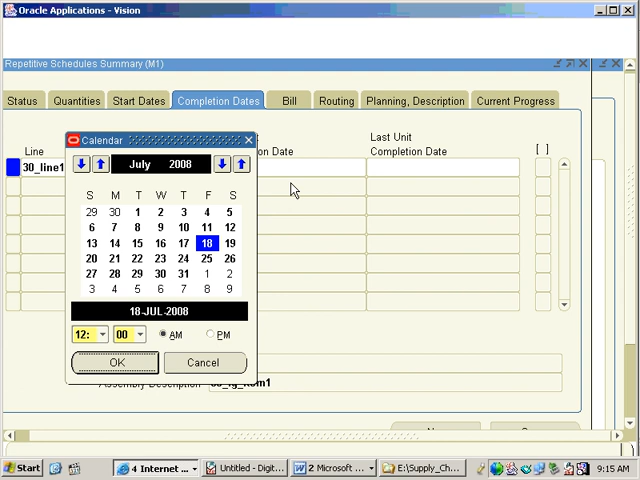 Oracle Applications - Vision
Repetitive Schedules Summary (M1)
Status Quantities Start Dates Completion Dates Bill Routing Planning, Description Current Progress
Last Unit
Line Completion Date
[ ]
30_line1
Calendar
July 2008
S M T W T F S
29 30 1 2 3 4 5
6 7 8 9 10 11 12
13 14 15 16 17 18 19
20 21 22 23 24 25 26
27 28 29 30 31 1 2
3 4 5 6 7 8 9
18-JUL-2008
12: 00 AM PM
OK Cancel
Assembly Description
Start 4 Internet ... Untitled - Digit... 2 Microsoft ... E:\Supply_Ch... 9:15 AM